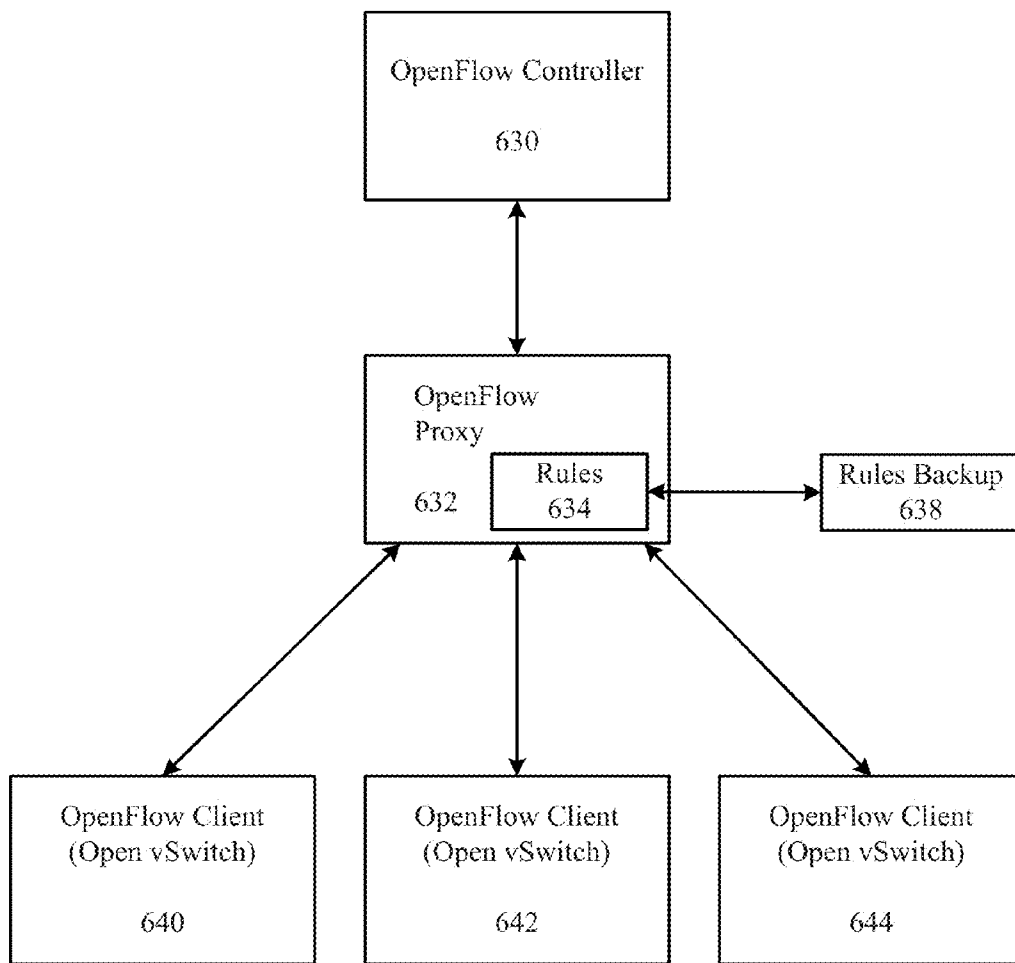 OpenFlow Controller
630
OpenFlow
Proxy
632
Rules
634
Rules Backup
638
OpenFlow Client
(Open vSwitch)
640
OpenFlow Client
(Open vSwitch)
642
OpenFlow Client
(Open vSwitch)
644